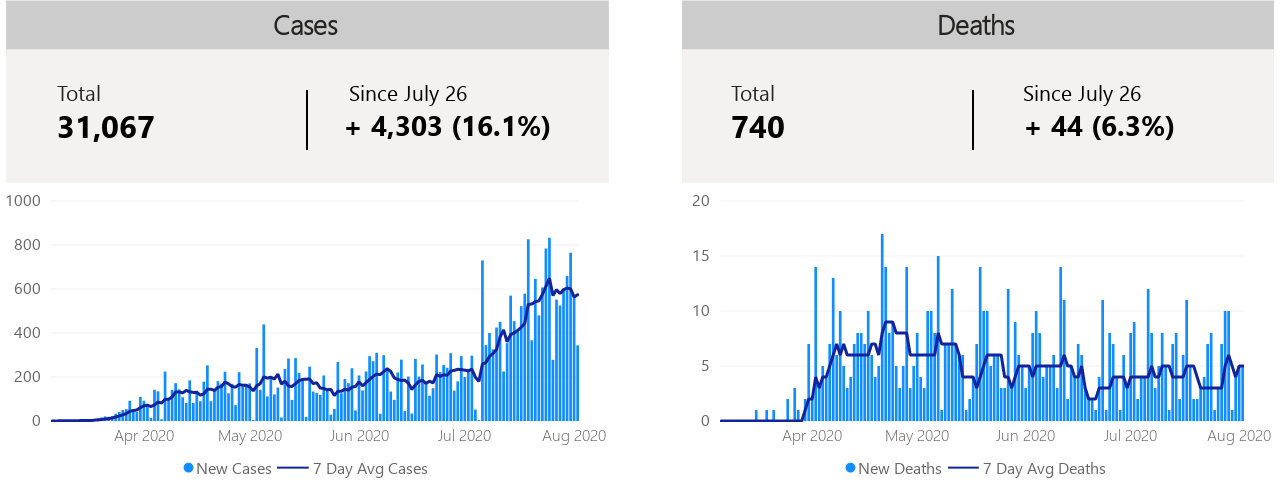 Cases
Total
Since July 26
31,067
+ 4,303 (16.1%)
1000
800
600
400
200
0
Apr 2020
May 2020
Jun 2020
Jul 2020
Aug 2020
New Cases
7 Day Avg Cases
Deaths
Total
Since July 26
740
+ 44 (6.3%)
20
15
10
5
0
Apr 2020
May 2020
Jun 2020
Jul 2020
Aug 2020
New Deaths
7 Day Avg Deaths